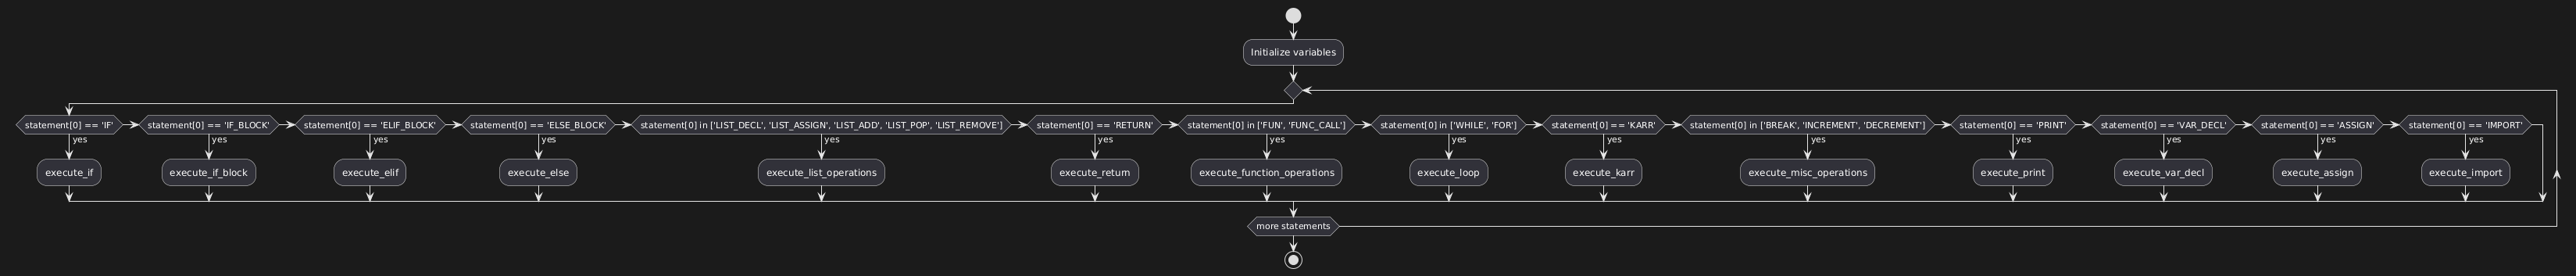 Initialize variables
statement[0] == 'IF'
statement[0] == 'IF_BLOCK'
statement[0] == 'ELIF_BLOCK'
statement[0] == 'ELSE_BLOCK'
statement[0] in ['LIST_DECL', 'LIST_ASSIGN', 'LIST_ADD', 'LIST_POP', 'LIST_REMOVE']
statement[0] == 'RETURN'
statement[0] in ['FUN', 'FUNC_CALL']
statement[0] in ['WHILE', 'FOR']
statement[0] == 'KARR'
statement[0] in ['BREAK', 'INCREMENT', 'DECREMENT']
statement[0] == 'PRINT'
statement[0] == 'VAR_DECL'
statement[0] == 'ASSIGN'
statement[0] == 'IMPORT'
yes
yes
yes
yes
yes
yes
yes
yes
yes
yes
yes
yes
yes
yes
execute_if
execute_if_block
execute_elif
execute_else
execute_list_operations
execute_return
execute_function_operations
execute_loop
execute_karr
execute_misc_operations
execute_print
execute_var_decl
execute_assign
execute_import
more statements